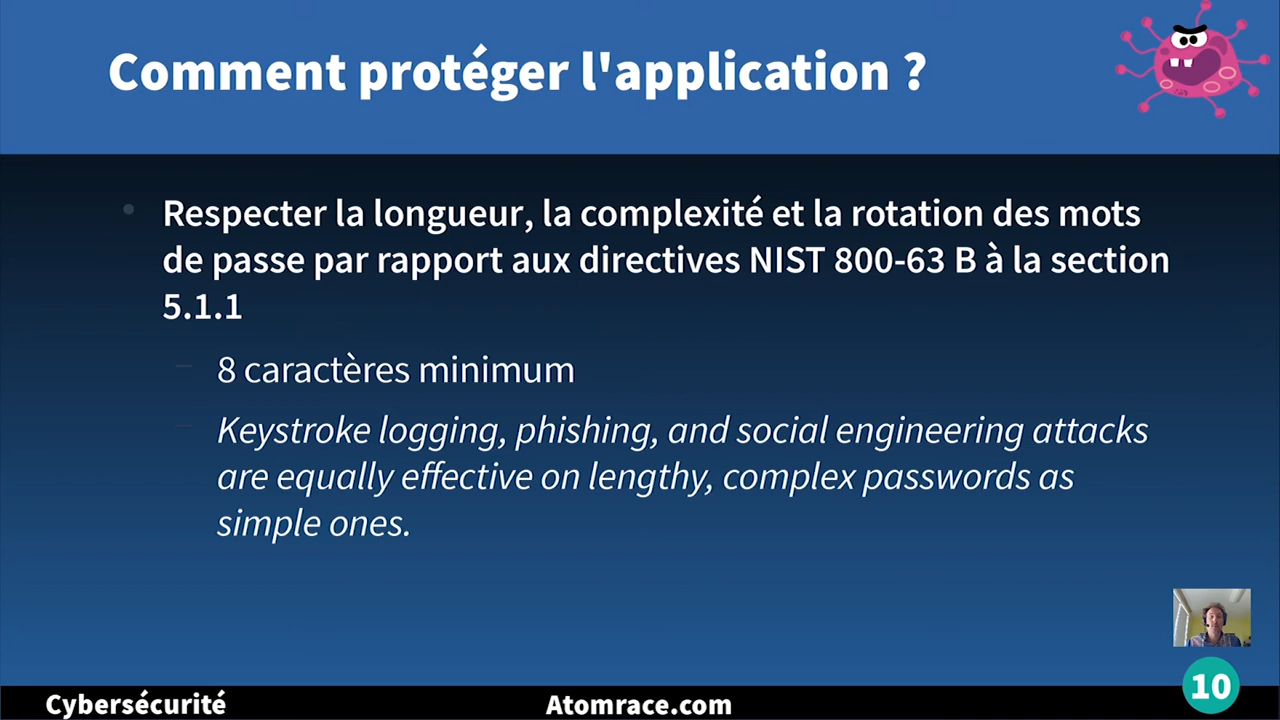 Comment protéger l'application ?
Respecter la longueur, la complexité et la rotation des mots
de passe par rapport aux directives NIST 800-63 B à la section
5.1.1
8 caractères minimum
Keystroke logging, phishing, and social engineering attacks
are equally effective on lengthy, complex passwords as
simple ones.
Cybersécurité
Atomrace.com
10